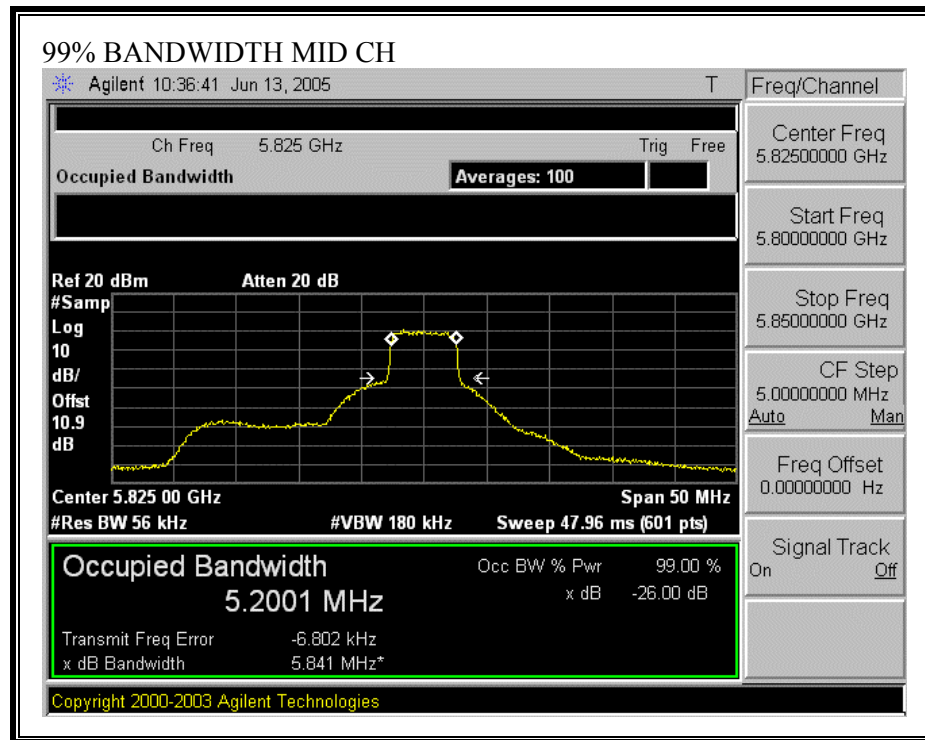 99% BANDWIDTH MID CH
Agilent 10:36:41 Jun 13, 2005 T
Freq/Channel
Ch Freq 5.825 GHz Trig Free
Occupied Bandwidth Averages: 100
Center Freq
5.82500000 GHz
Start Freq
5.80000000 GHz
Stop Freq
5.85000000 GHz
CF Step
5.00000000 MHz
Auto Man
Freq Offset
0.00000000 Hz
Signal Track
On Off
Ref 20 dBm Atten 20 dB
#Samp
Log
10
dB/
Offst
10.9
dB
Center 5.825 00 GHz Span 50 MHz
#Res BW 56 kHz #VBW 180 kHz Sweep 47.96 ms (601 pts)
Occupied Bandwidth
5.2001 MHz
Occ BW % Pwr 99.00 %
x dB -26.00 dB
Transmit Freq Error -6.802 kHz
x dB Bandwidth 5.841 MHz*
Copyright 2000-2003 Agilent Technologies